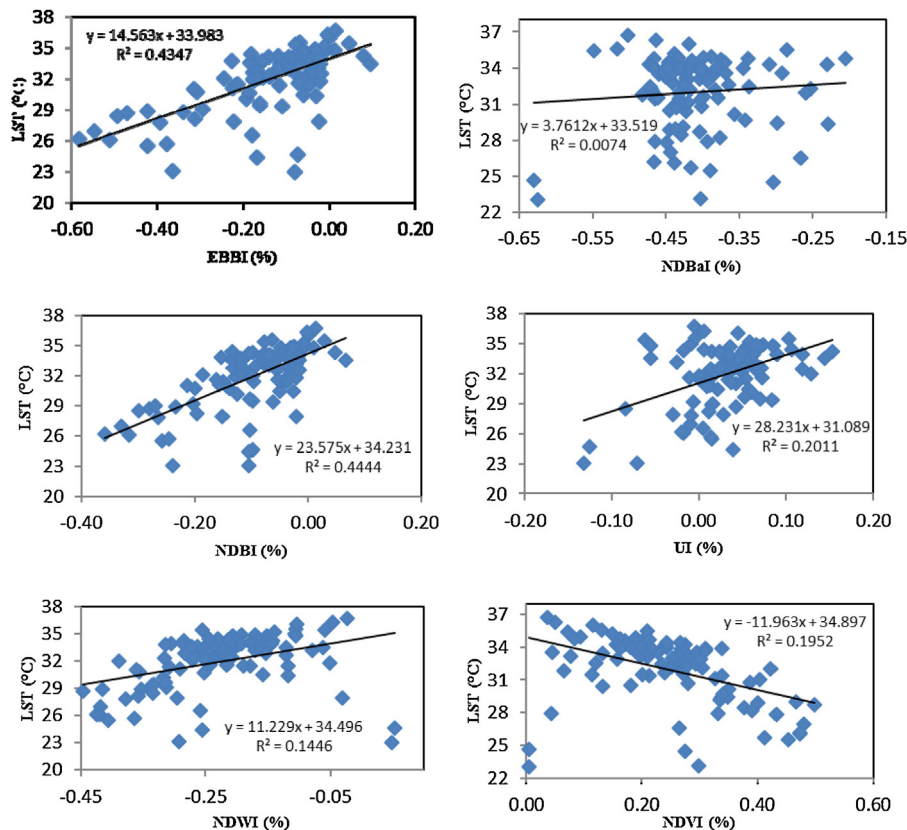 38
35
32
29
26
23
20
LST (°C)
y = 14.563x + 33.983
R² = 0.4347
-0.60 -0.40 -0.20 0.00 0.20
EBBI (%)
37
34
31
28
25
22
LST (°C)
y = 3.7612x + 33.519
R² = 0.0074
-0.65 -0.55 -0.45 -0.35 -0.25 -0.15
NDBaI (%)
38
35
32
29
26
23
20
LST (°C)
y = 23.575x + 34.231
R² = 0.4444
-0.40 -0.20 0.00 0.20
NDBI (%)
38
35
32
29
26
23
20
LST (°C)
y = 28.231x + 31.089
R² = 0.2011
-0.20 -0.10 0.00 0.10 0.20
UI (%)
38
35
32
29
26
23
20
LST (°C)
y = 11.229x + 34.496
R² = 0.1446
-0.45 -0.25 -0.05
NDWI (%)
37
34
31
28
25
22
LST (°C)
y = -11.963x + 34.897
R² = 0.1952
0.00 0.20 0.40 0.60
NDVI (%)